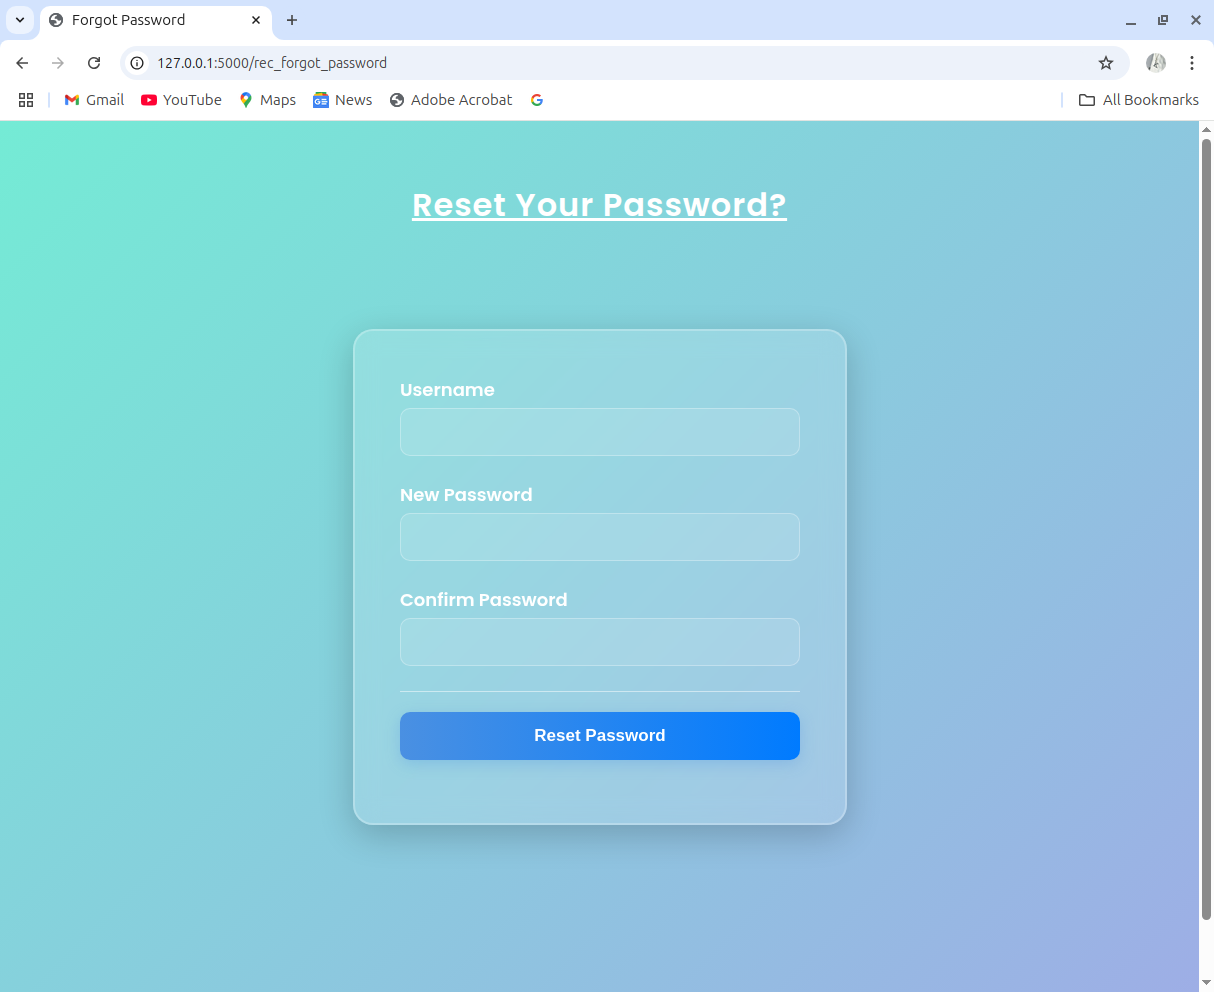 Forgot Password
127.0.0.1:5000/rec_forgot_password
Gmail YouTube Maps News Adobe Acrobat All Bookmarks
Reset Your Password?
Username
New Password
Confirm Password
Reset Password